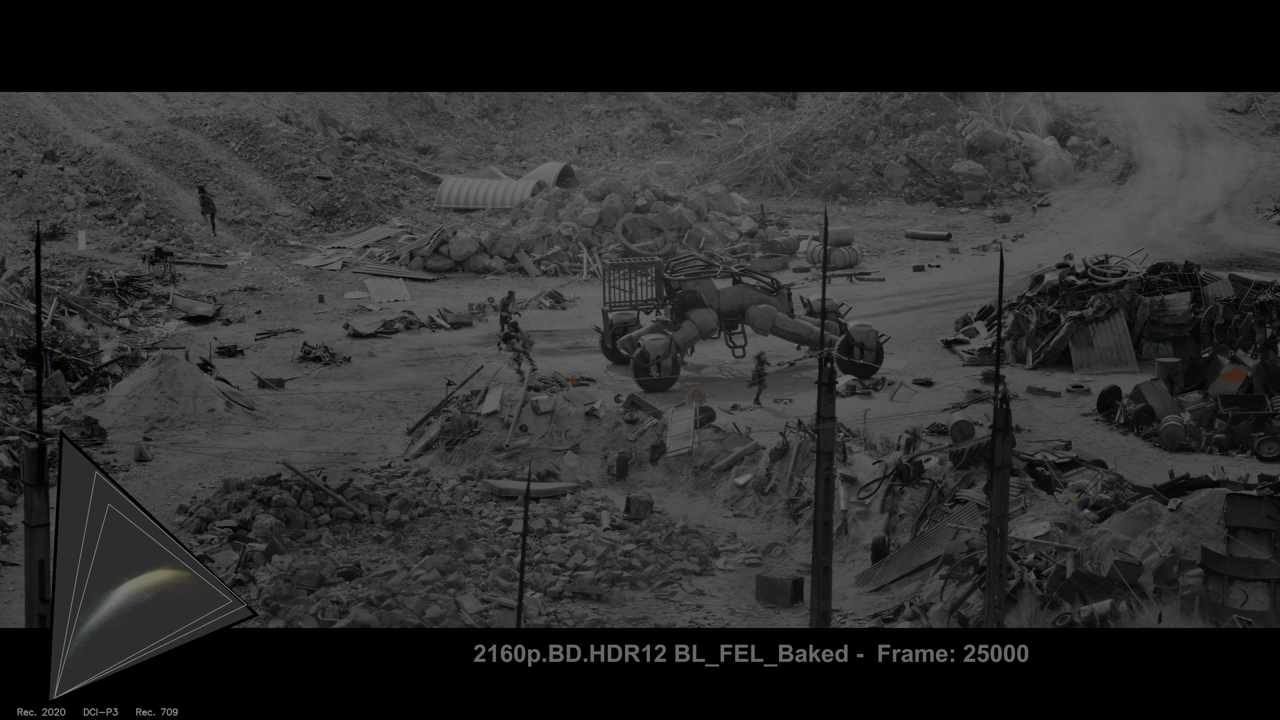 2160p.BD.HDR12 BL_FEL_Baked -  Frame: 25000
Rec. 2020 DCI-P3 Rec. 709